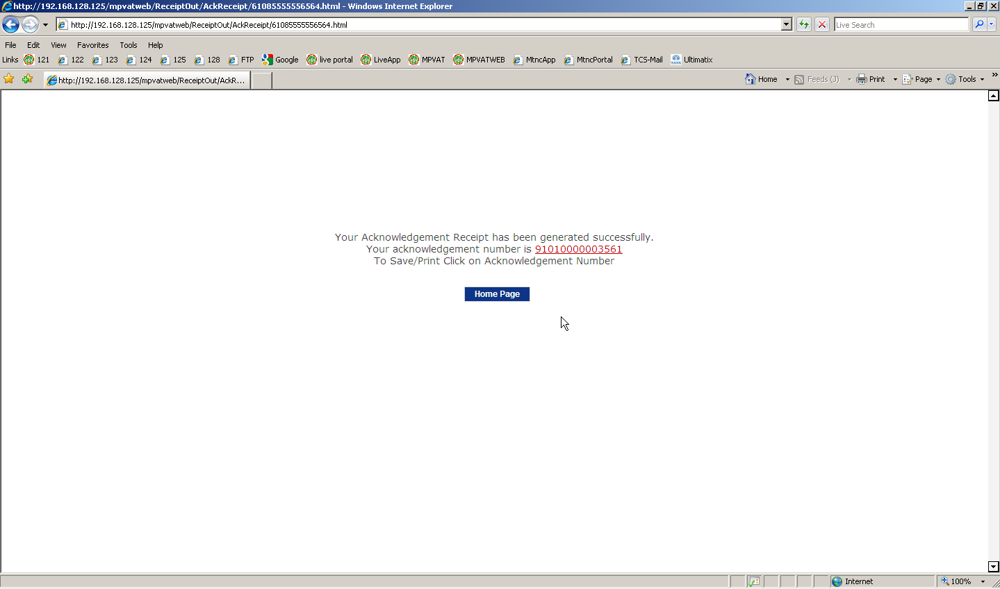 http://192.168.128.125/mpvatweb/ReceiptOut/AckReceipt/61085555556564.html - Windows Internet Explorer
http://192.168.128.125/mpvatweb/ReceiptOut/AckReceipt/61085555556564.html
Live Search
File Edit View Favorites Tools Help
Links 121 122 123 124 125 128 FTP Google live portal LiveApp MPVAT MPVATWEB MtncApp MtncPortal TCS-Mail Ultimatix
http://192.168.128.125/mpvatweb/ReceiptOut/AckR... Home Feeds (J) Print Page Tools
Your Acknowledgement Receipt has been generated successfully.
Your acknowledgement number is 91010000003561
To Save/Print Click on Acknowledgement Number
Home Page
Internet 100%